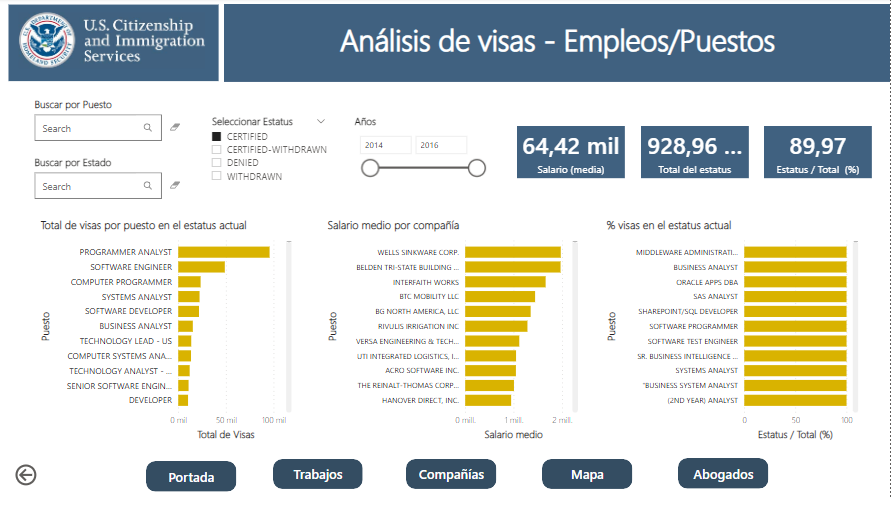 U.S. Citizenship
and Immigration
Services
Análisis de visas - Empleos/Puestos
Buscar por Puesto
Search
Buscar por Estado
Search
Seleccionar Estatus
CERTIFIED
CERTIFIED-WITHDRAWN
DENIED
WITHDRAWN
Años
2014 2016
64,42 mil
Salario (media)
928,96 ...
Total del estatus
89,97
Estatus / Total (%)
Total de visas por puesto en el estatus actual
Puesto
PROGRAMMER ANALYST
SOFTWARE ENGINEER
COMPUTER PROGRAMMER
SYSTEMS ANALYST
SOFTWARE DEVELOPER
BUSINESS ANALYST
TECHNOLOGY LEAD - US
COMPUTER SYSTEMS ANA...
TECHNOLOGY ANALYST - ...
SENIOR SOFTWARE ENGIN...
DEVELOPER
0 mil 50 mil 100 mil
Total de Visas
Salario medio por compañía
Puesto
WELLS SINKWARE CORP.
BELDEN TRI-STATE BUILDING ...
INTERFAITH WORKS
BTC MOBILITY LLC
BG NORTH AMERICA, LLC
RIVULIS IRRIGATION INC
VERSA ENGINEERING & TECH...
UTI INTEGRATED LOGISTICS, I...
ACRO SOFTWARE INC.
THE REINALT-THOMAS CORP...
HANOVER DIRECT, INC.
0 mill. 1 mill. 2 mill.
Salario medio
% visas en el estatus actual
Puesto
MIDDLEWARE ADMINISTRATI...
BUSINESS ANALYST
ORACLE APPS DBA
SAS ANALYST
SHAREPOINT/SQL DEVELOPER
SOFTWARE PROGRAMMER
SOFTWARE TEST ENGINEER
SR. BUSINESS INTELLIGENCE ...
SYSTEMS ANALYST
"BUSINESS SYSTEM ANALYST
(2ND YEAR) ANALYST
0 50 100
Estatus / Total (%)
Portada
Trabajos
Compañías
Mapa
Abogados